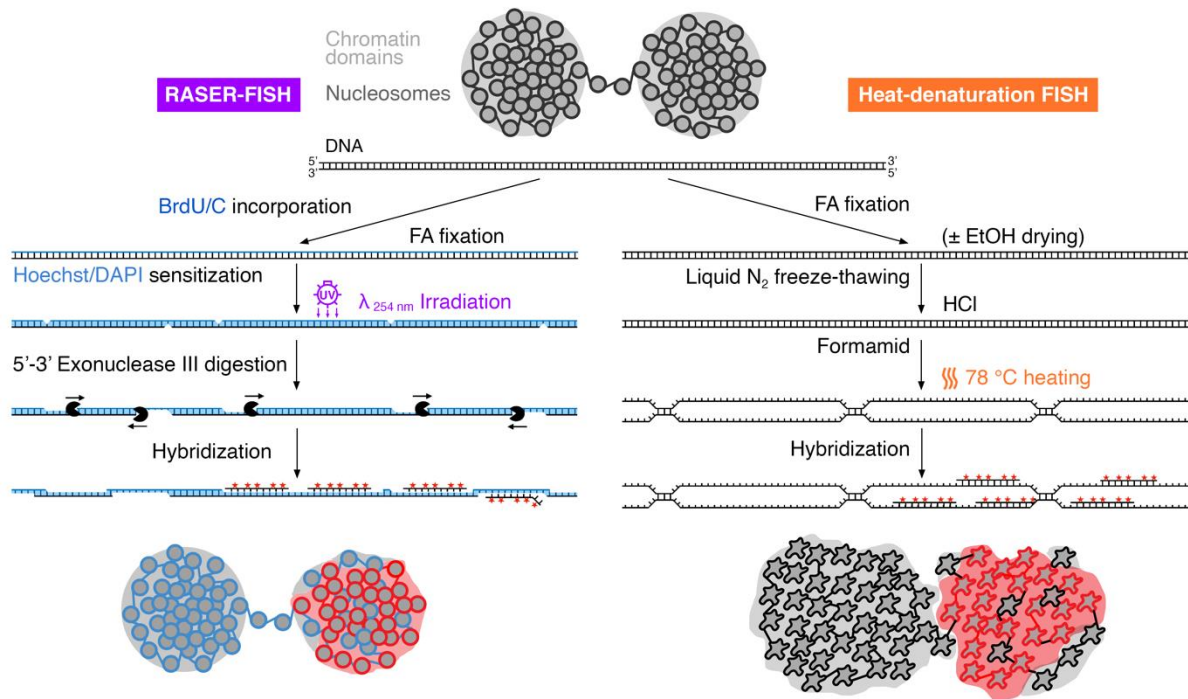 Chromatin
domains
RASER-FISH
Nucleosomes
Heat-denaturation FISH
DNA
5'
3'
3'
5'
BrdU/C incorporation
FA fixation
FA fixation
(± EtOH drying)
Hoechst/DAPI sensitization
UV
λ 254 nm Irradiation
Liquid N₂ freeze-thawing
HCl
5'-3' Exonuclease III digestion
Formamid
78 °C heating
Hybridization
Hybridization